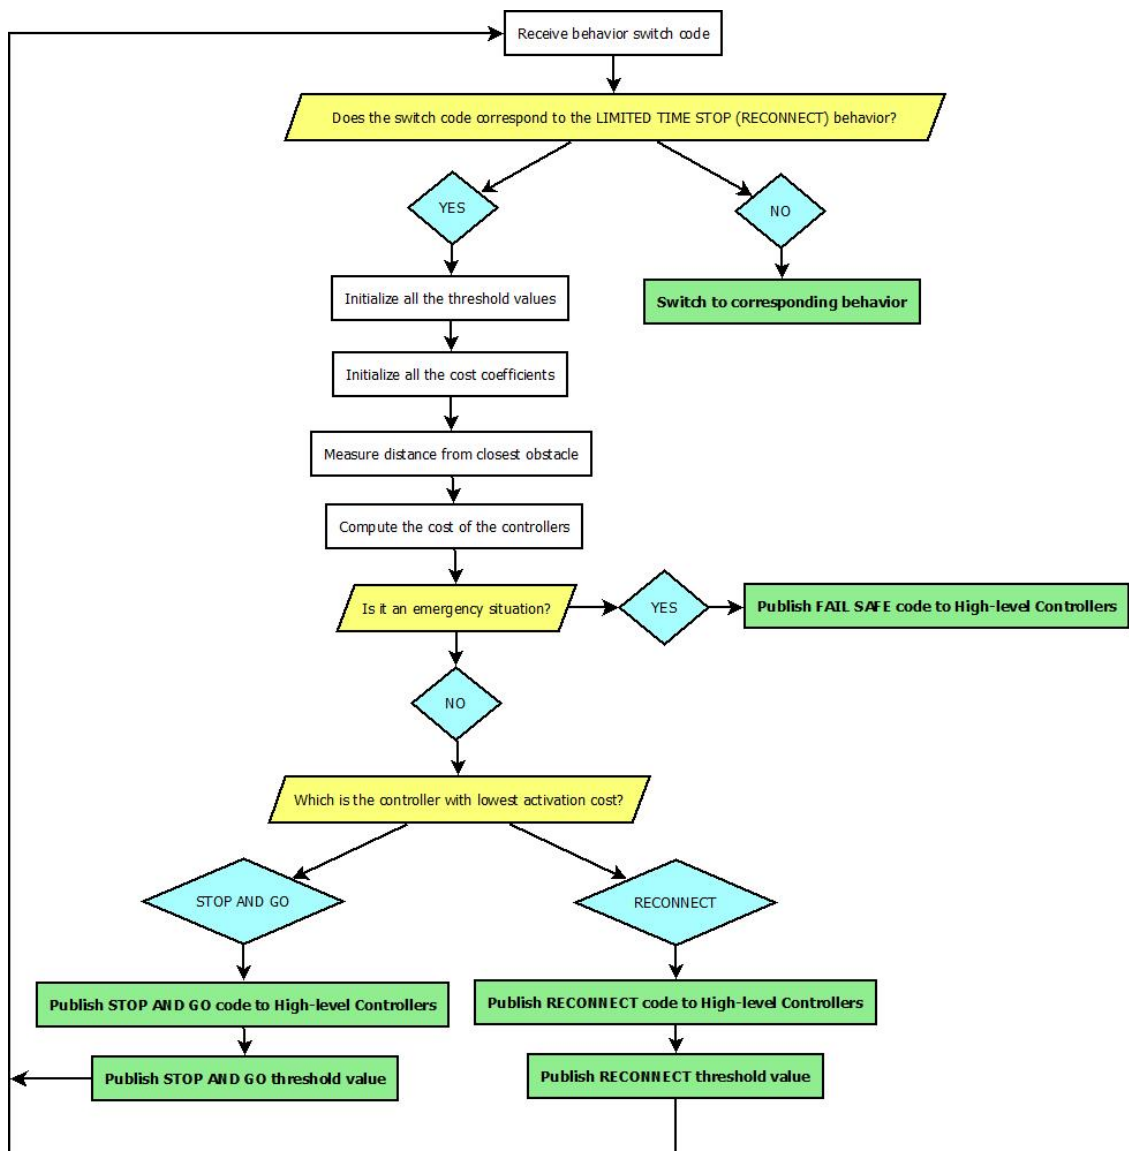 Receive behavior switch code
Does the switch code correspond to the LIMITED TIME STOP (RECONNECT) behavior?
YES
NO
Initialize all the threshold values
Switch to corresponding behavior
Initialize all the cost coefficients
Measure distance from closest obstacle
Compute the cost of the controllers
Is it an emergency situation?
YES
Publish FAIL SAFE code to High-level Controllers
NO
Which is the controller with lowest activation cost?
STOP AND GO
RECONNECT
Publish STOP AND GO code to High-level Controllers
Publish RECONNECT code to High-level Controllers
Publish STOP AND GO threshold value
Publish RECONNECT threshold value